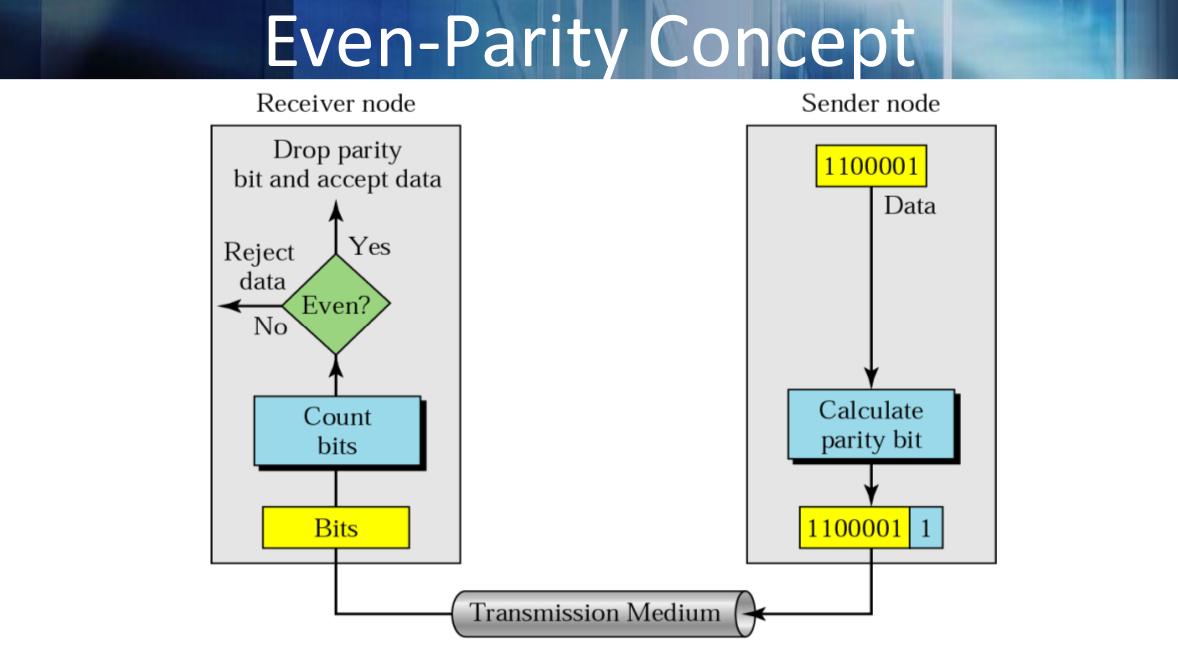 Even-Parity Concept
Receiver node
Drop parity
bit and accept data
Yes
Reject
data
Even?
No
Count
bits
Bits
Sender node
1100001
Data
Calculate
parity bit
1100001 1
Transmission Medium